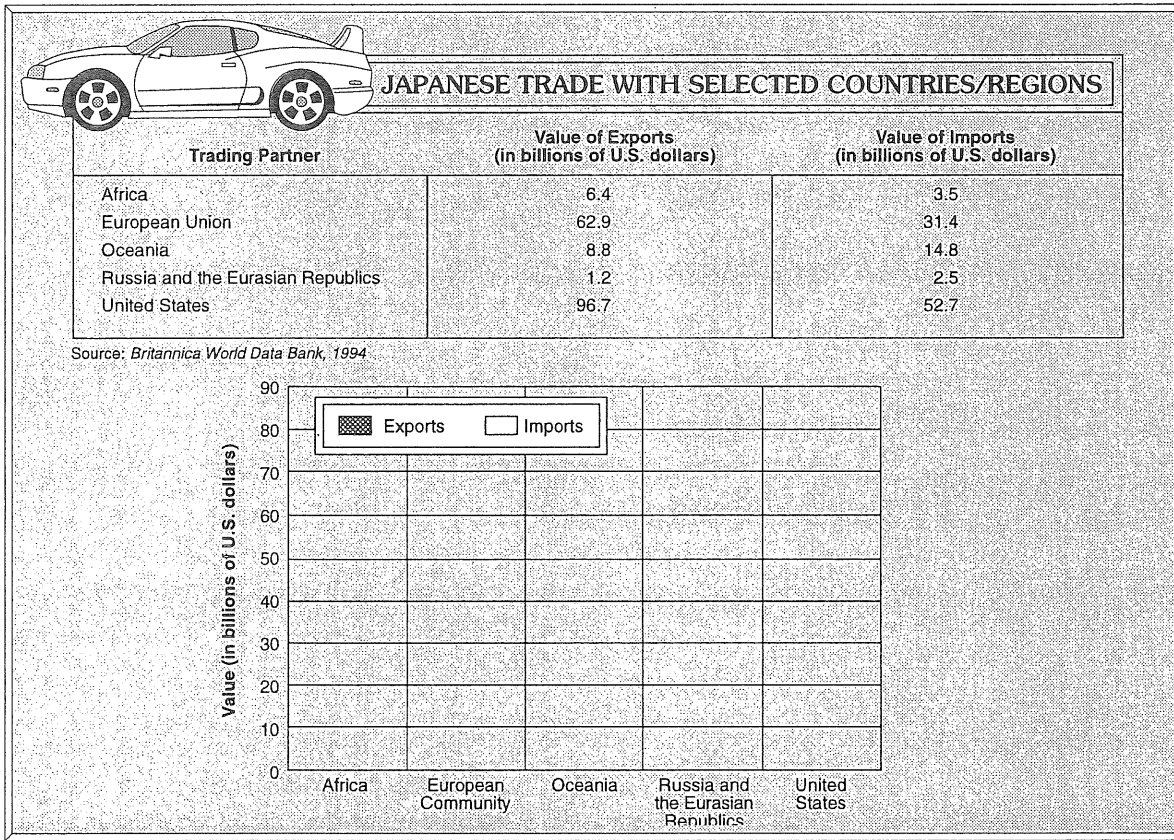 JAPANESE TRADE WITH SELECTED COUNTRIES/REGIONS
Trading Partner
Value of Exports
(in billions of U.S. dollars)
Value of Imports
(in billions of U.S. dollars)
Africa 6.4 3.5
European Union 62.9 31.4
Oceania 8.8 14.8
Russia and the Eurasian Republics 1.2 2.5
United States 96.7 52.7
Source: Britannica World Data Bank, 1994
Value (in billions of U.S. dollars)
90
80
70
60
50
40
30
20
10
0
Exports Imports
Africa
European
Community
Oceania
Russia and
the Eurasian
Republics
United
States